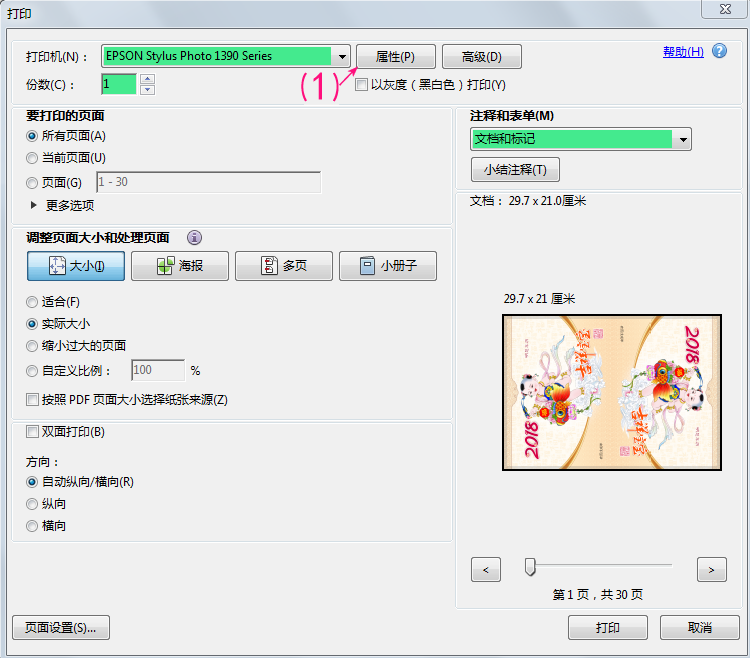 打印
打印机(N)： EPSON Stylus Photo 1390 Series 属性(P) 高级(D) 帮助(H) ?
份数(C)： 1 (1) 以灰度（黑白色）打印(Y)
要打印的页面
所有页面(A)
当前页面(U)
页面(G) 1 - 30
更多选项
调整页面大小和处理页面
大小(I) 海报 多页 小册子
适合(F)
实际大小
缩小过大的页面
自定义比例： 100 %
按照 PDF 页面大小选择纸张来源(Z)
双面打印(B)
方向：
自动纵向/横向(R)
纵向
横向
注释和表单(M)
文档和标记
小结注释(T)
文档： 29.7 x 21.0厘米
29.7 x 21 厘米
2018
2018
< >
第 1 页，共 30 页
页面设置(S)... 打印 取消